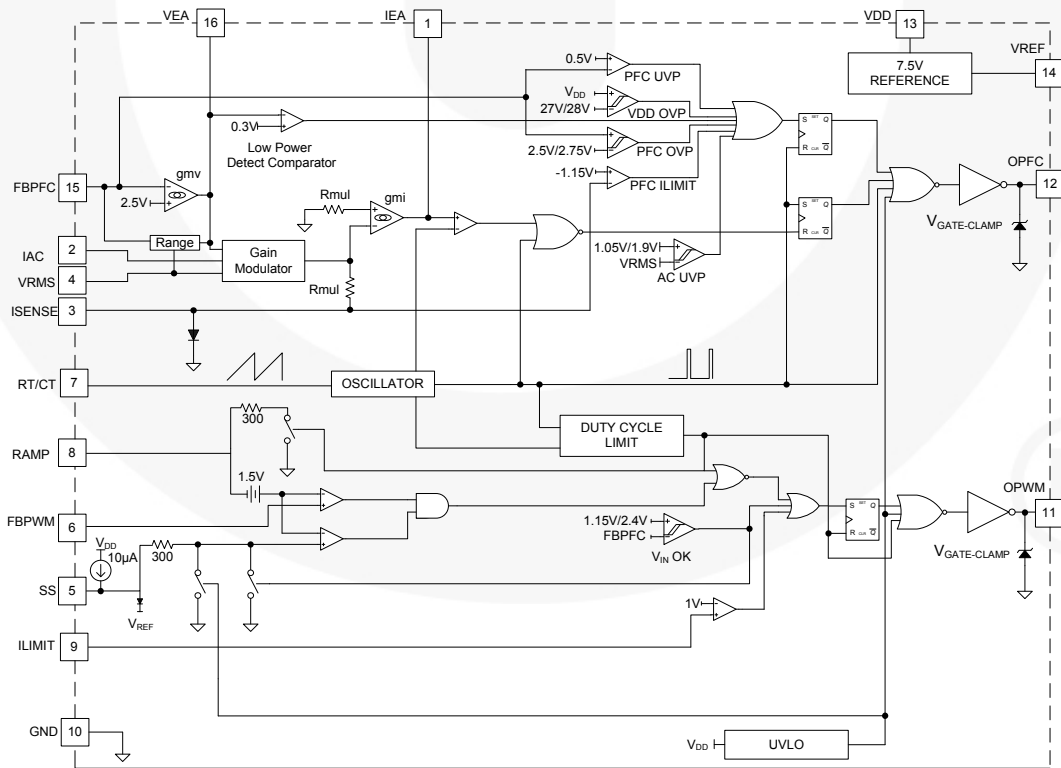 VEA
16
IEA
1
VDD
13
VREF
14
7.5V
REFERENCE
0.5V
PFC UVP
VDD
27V/28V
VDD OVP
0.3V
Low Power
Detect Comparator
PFC OVP
2.5V/2.75V
-1.15V
PFC ILIMIT
S SET Q
R CLR Q
FBPFC
15
gmv
2.5V
Rmul
gmi
OPFC
12
VGATE-CLAMP
S SET Q
R CLR Q
Range
IAC
2
Gain
Modulator
1.05V/1.9V
VRMS
AC UVP
VRMS
4
Rmul
ISENSE
3
RT/CT
7
OSCILLATOR
300
DUTY CYCLE
LIMIT
RAMP
8
1.5V
FBPWM
6
1.15V/2.4V
FBPFC
VIN OK
S SET Q
R CLR Q
OPWM
11
VGATE-CLAMP
VDD
10µA
300
SS
5
VREF
1V
ILIMIT
9
GND
10
VDD
UVLO